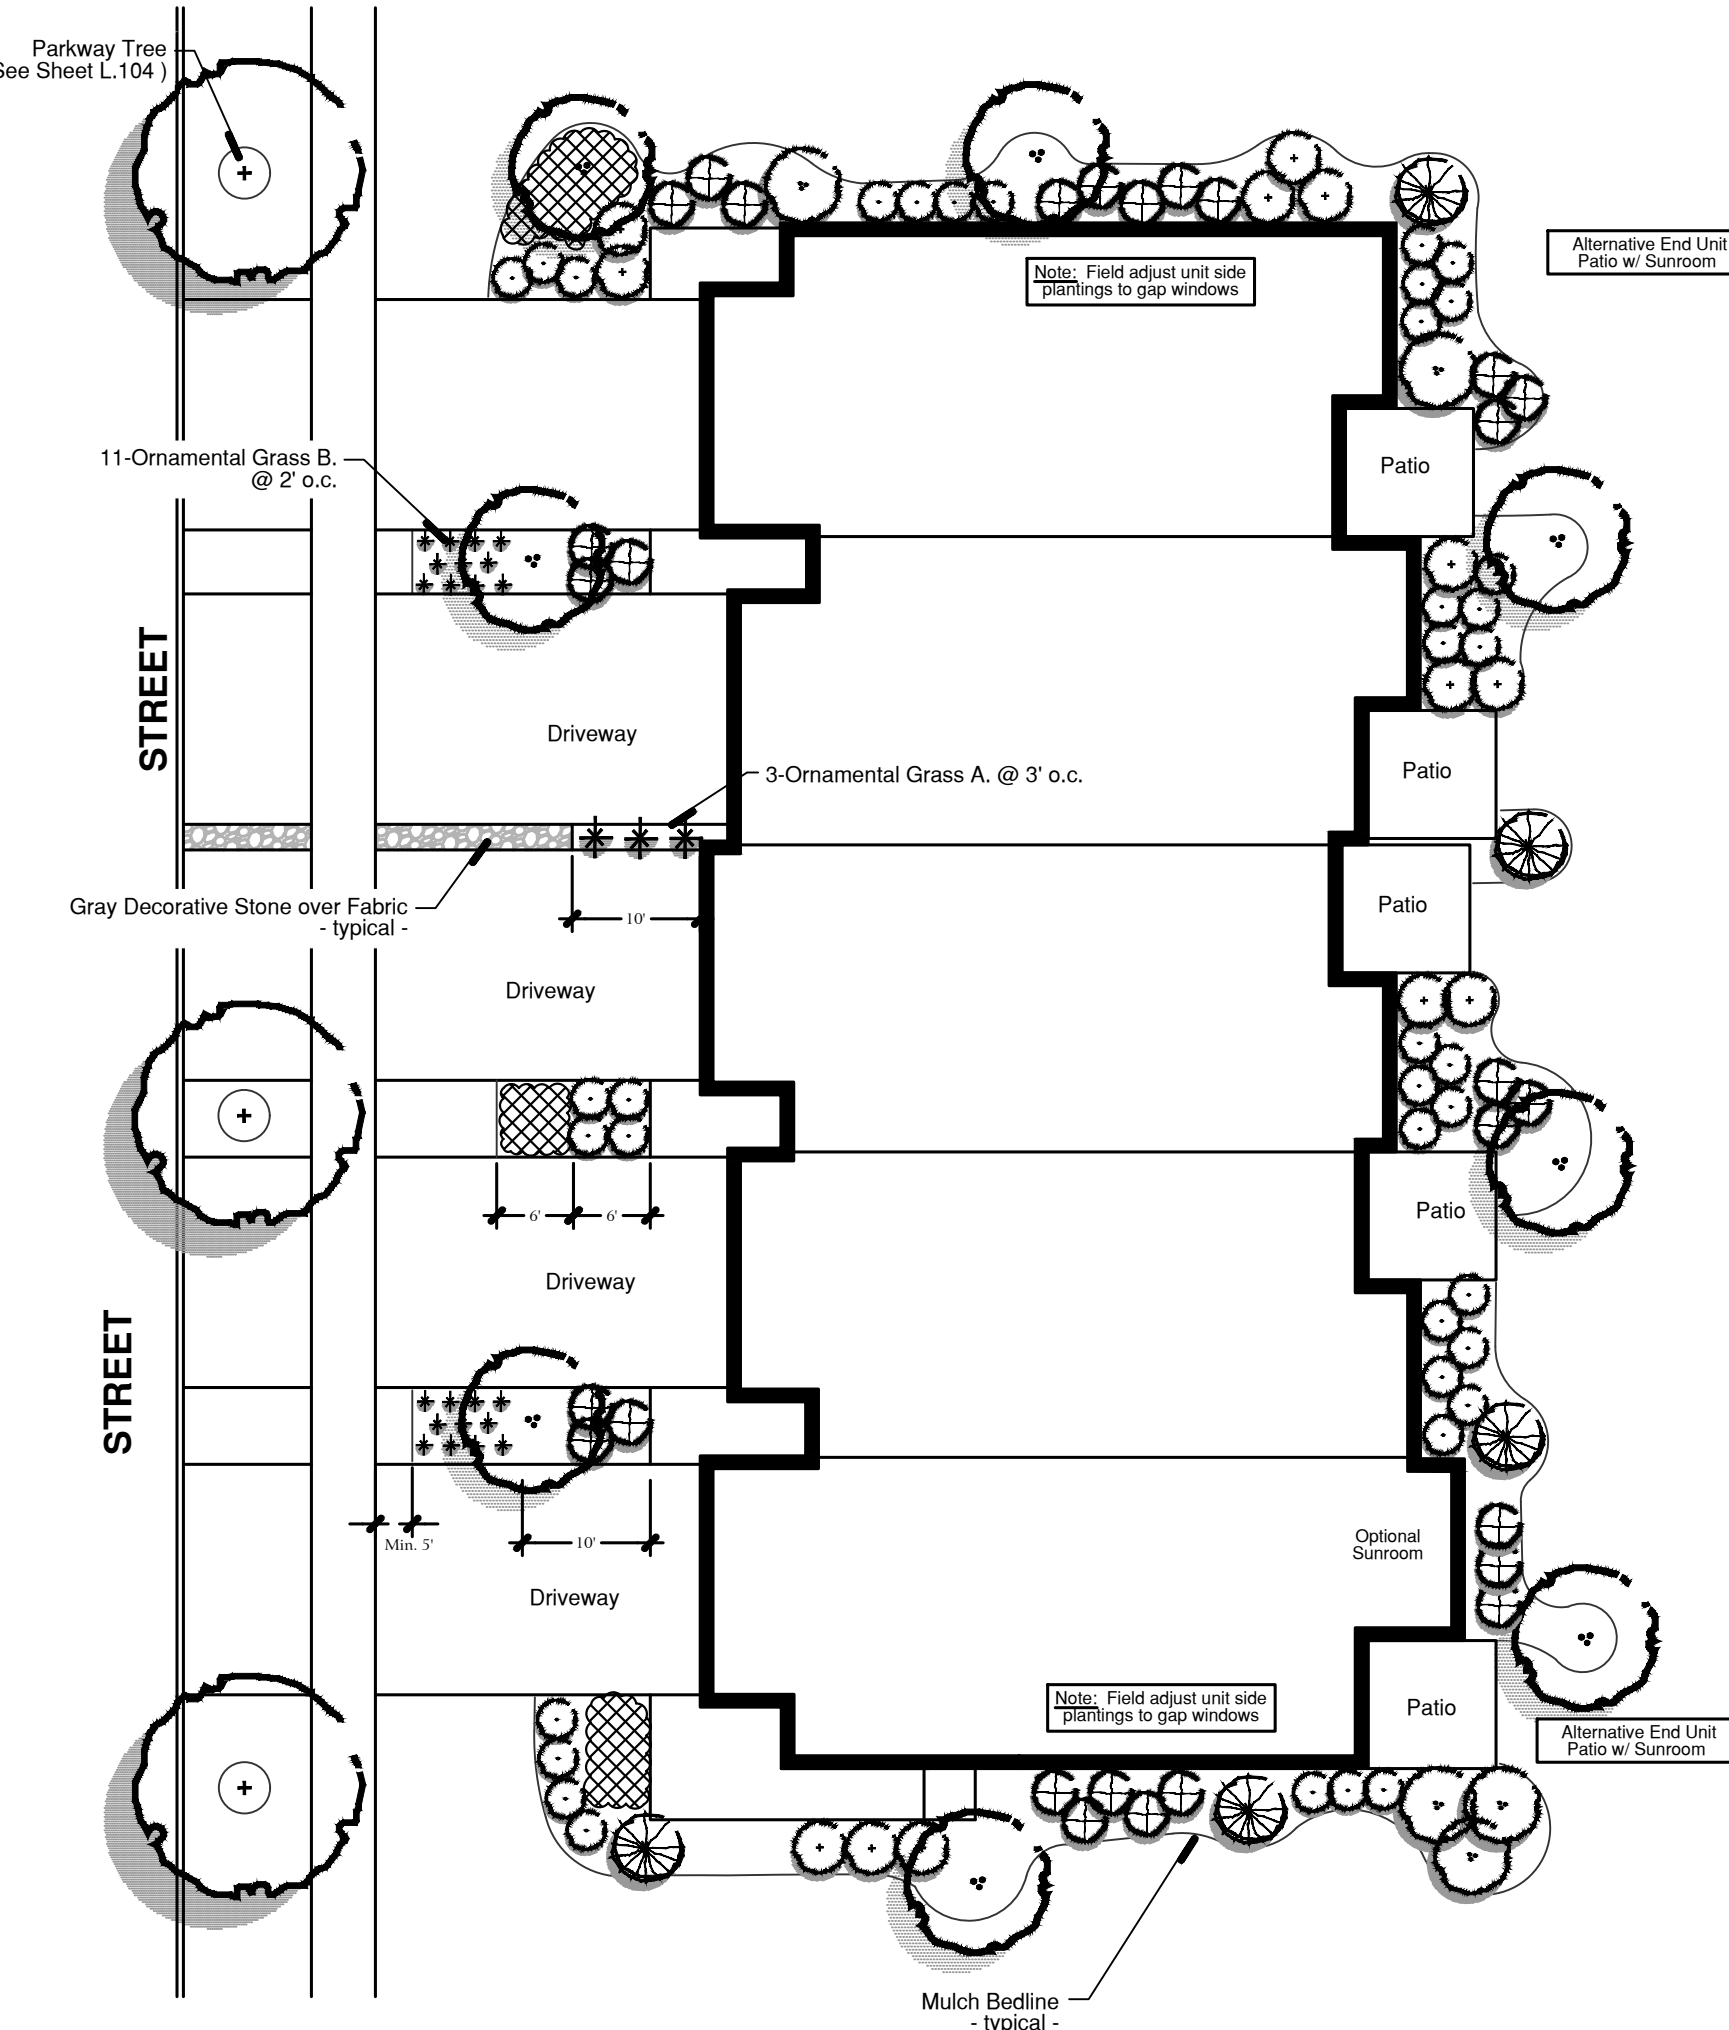 Parkway Tree
See Sheet L.104 )
Alternative End Unit
Patio w/ Sunroom
Note: Field adjust unit side
plantings to gap windows
11-Ornamental Grass B.
@ 2' o.c.
Patio
STREET
Driveway
3-Ornamental Grass A. @ 3' o.c.
Patio
Gray Decorative Stone over Fabric
- typical -
10'
Patio
Driveway
6'
6'
Patio
Driveway
STREET
Min. 5'
10'
Optional
Sunroom
Driveway
Note: Field adjust unit side
plantings to gap windows
Patio
Alternative End Unit
Patio w/ Sunroom
Mulch Bedline
- typical -